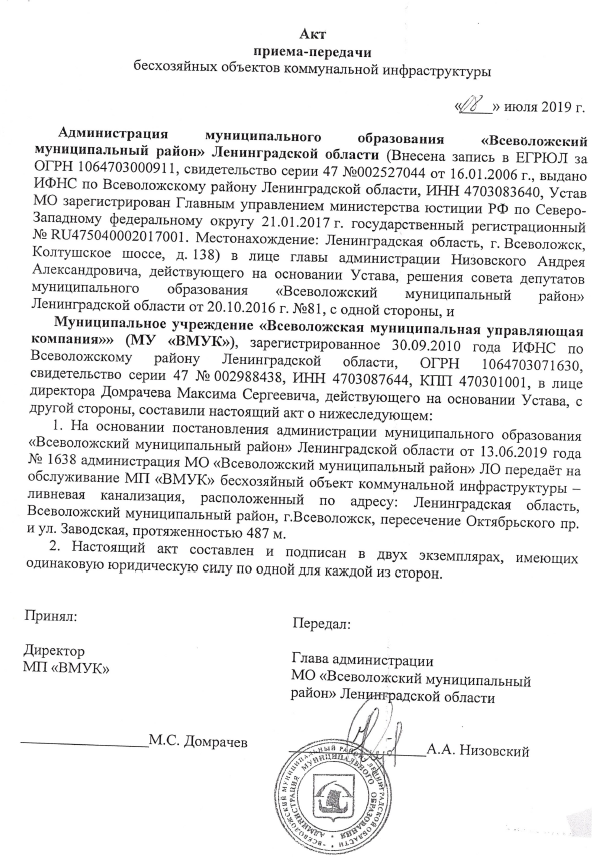 Акт
приема-передачи
бесхозяйных объектов коммунальной инфраструктуры
«08» июля 2019 г.
Администрация муниципального образования «Всеволожский
муниципальный район» Ленинградской области (Внесена запись в ЕГРЮЛ за
ОГРН 1064703000911, свидетельство серии 47 №002527044 от 16.01.2006 г., выдано
ИФНС по Всеволожскому району Ленинградской области, ИНН 4703083640, Устав
МО зарегистрирован Главным управлением министерства юстиции РФ по Северо-
Западному федеральному округу 21.01.2017 г. государственный регистрационный
№ RU475040002017001. Местонахождение: Ленинградская область, г. Всеволожск,
Колтушское шоссе, д. 138) в лице главы администрации Низовского Андрея
Александровича, действующего на основании Устава, решения совета депутатов
муниципального образования «Всеволожский муниципальный район»
Ленинградской области от 20.10.2016 г. №81, с одной стороны, и
Муниципальное учреждение «Всеволожская муниципальная управляющая
компания»» (МУ «ВМУК»), зарегистрированное 30.09.2010 года ИФНС по
Всеволожскому району Ленинградской области, ОГРН 1064703071630,
свидетельство серии 47 № 002988438, ИНН 4703087644, КПП 470301001, в лице
директора Домрачева Максима Сергеевича, действующего на основании Устава, с
другой стороны, составили настоящий акт о нижеследующем:
1. На основании постановления администрации муниципального образования
«Всеволожский муниципальный район» Ленинградской области от 13.06.2019 года
№ 1638 администрация МО «Всеволожский муниципальный район» ЛО передаёт на
обслуживание МП «ВМУК» бесхозяйный объект коммунальной инфраструктуры –
ливневая канализация, расположенный по адресу: Ленинградская область,
Всеволожский муниципальный район, г.Всеволожск, пересечение Октябрьского пр.
и ул. Заводская, протяженностью 487 м.
2. Настоящий акт составлен и подписан в двух экземплярах, имеющих
одинаковую юридическую силу по одной для каждой из сторон.
Принял:
Передал:
Директор
МП «ВМУК»
Глава администрации
МО «Всеволожский муниципальный
район» Ленинградской области
М.С. Домрачев
А.А. Низовский
«ВСЕВОЛОЖСКИЙ МУНИЦИПАЛЬНЫЙ РАЙОН» ЛЕНИНГРАДСКОЙ ОБЛАСТИ
АДМИНИСТРАЦИЯ МУНИЦИПАЛЬНОГО ОБРАЗОВАНИЯ